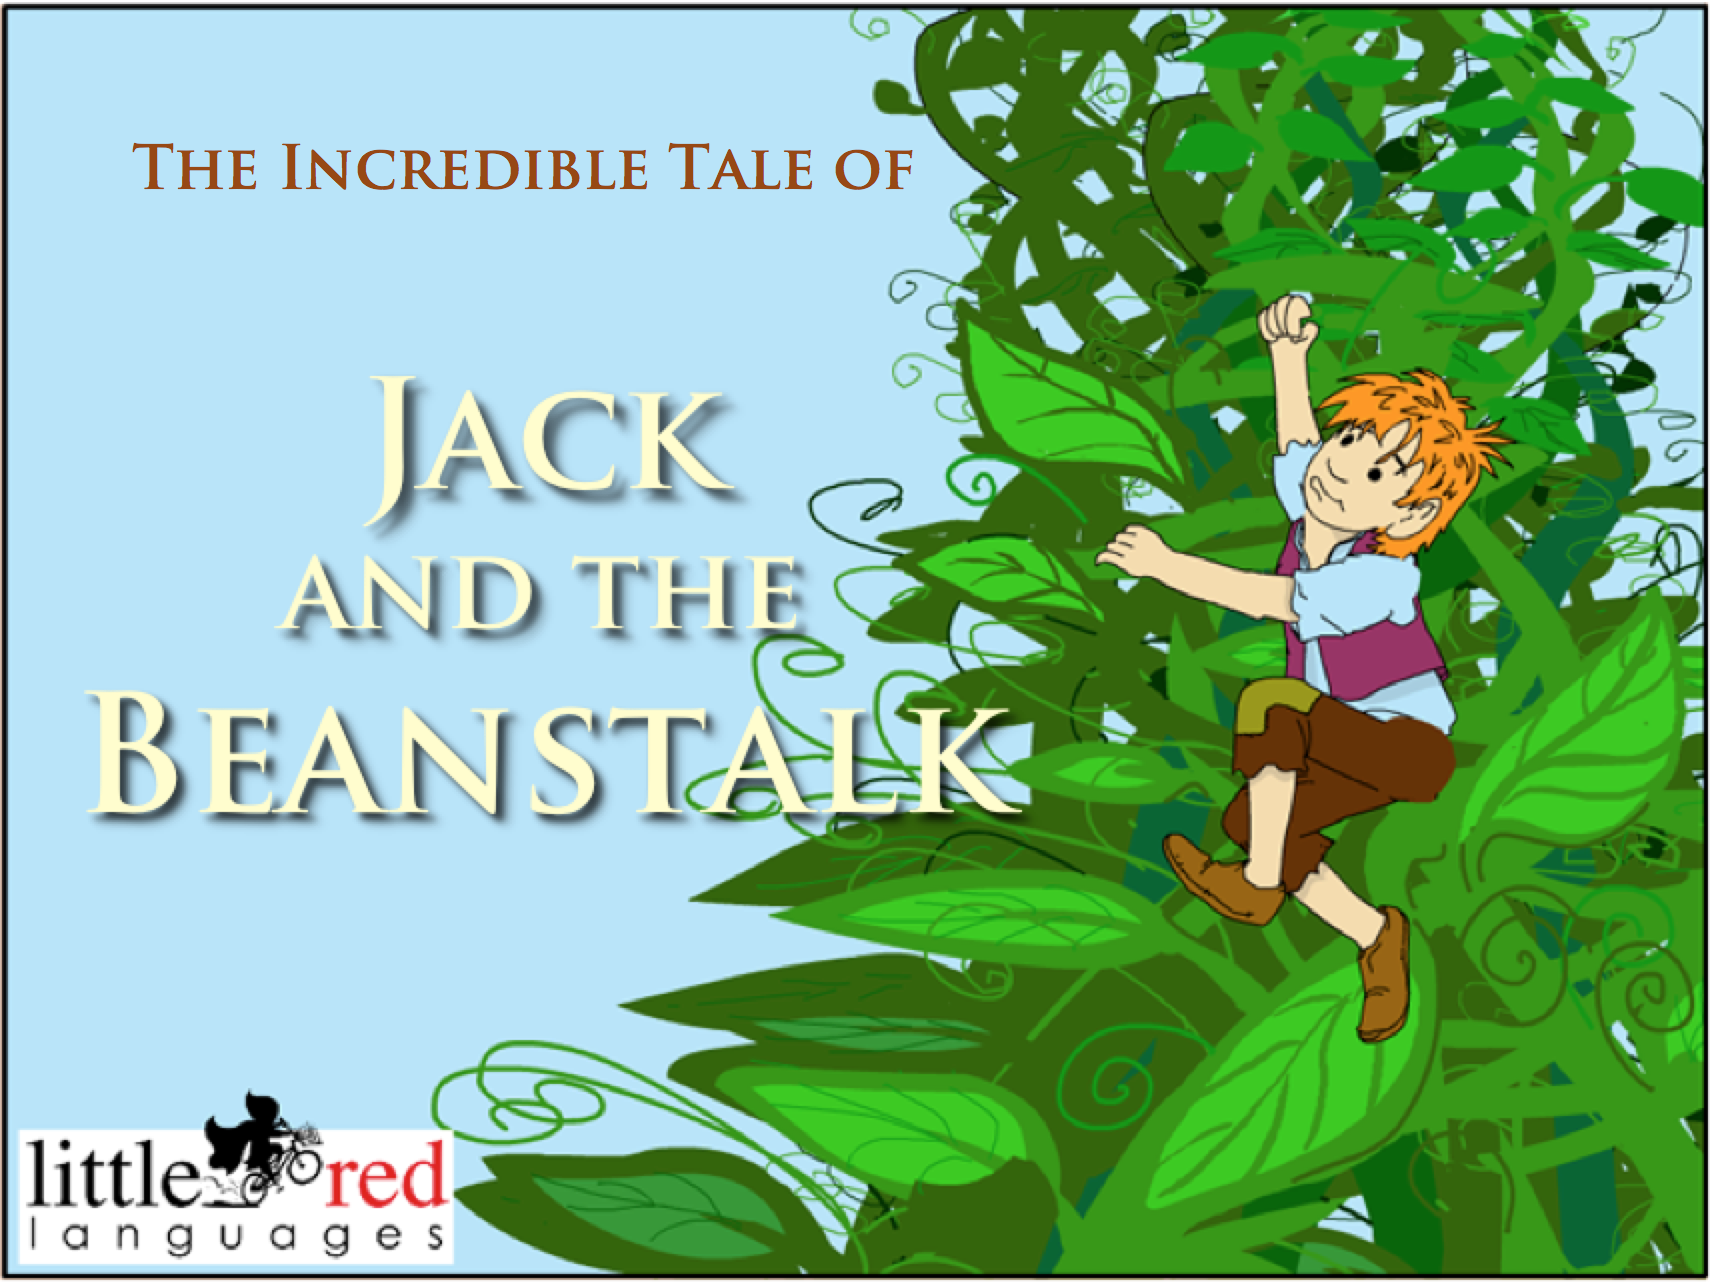 The Incredible Tale of
Jack
and the
Beanstalk
little red
languages